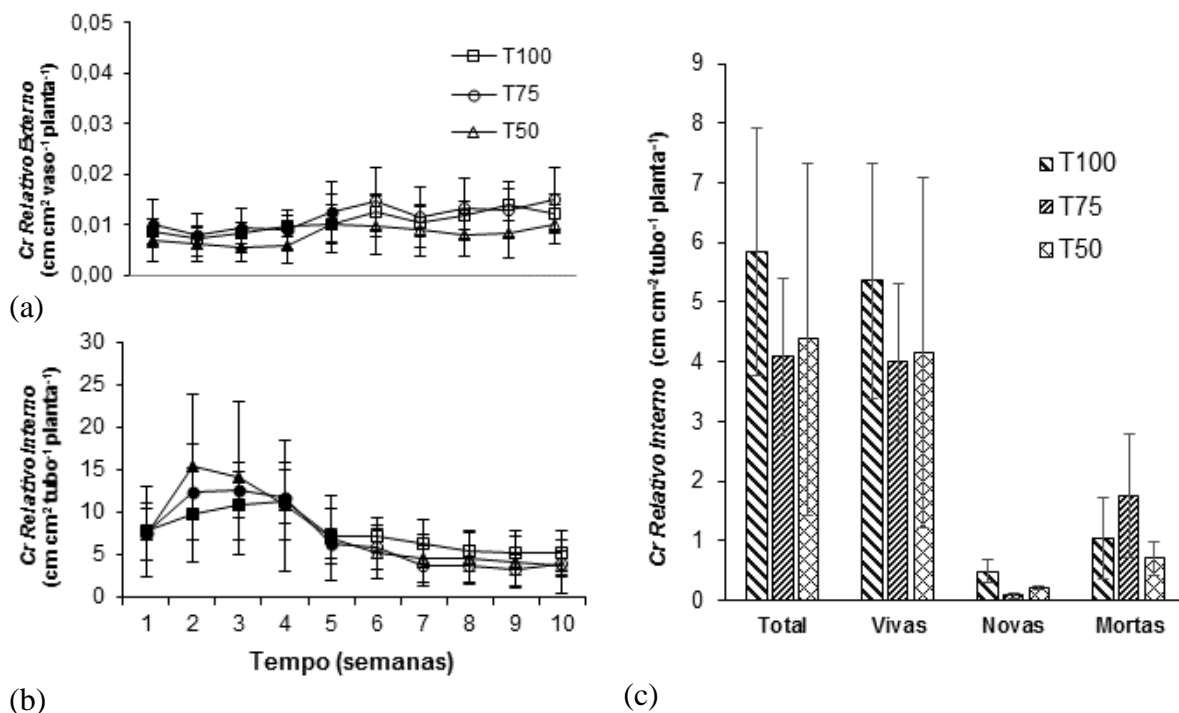 0,05
0,04
0,03
0,02
0,01
0,00
Cr Relativo Externo
(cm cm² vaso⁻¹ planta⁻¹)
T100
T75
T50
(a)
30
25
20
15
10
5
0
Cr Relativo Interno
(cm cm² tubo⁻¹ planta⁻¹)
1 2 3 4 5 6 7 8 9 10
Tempo (semanas)
(b)
9
8
7
6
5
4
3
2
1
0
Cr Relativo Interno (cm cm⁻² tubo⁻¹ planta⁻¹)
T100
T75
T50
Total Vivas Novas Mortas
(c)